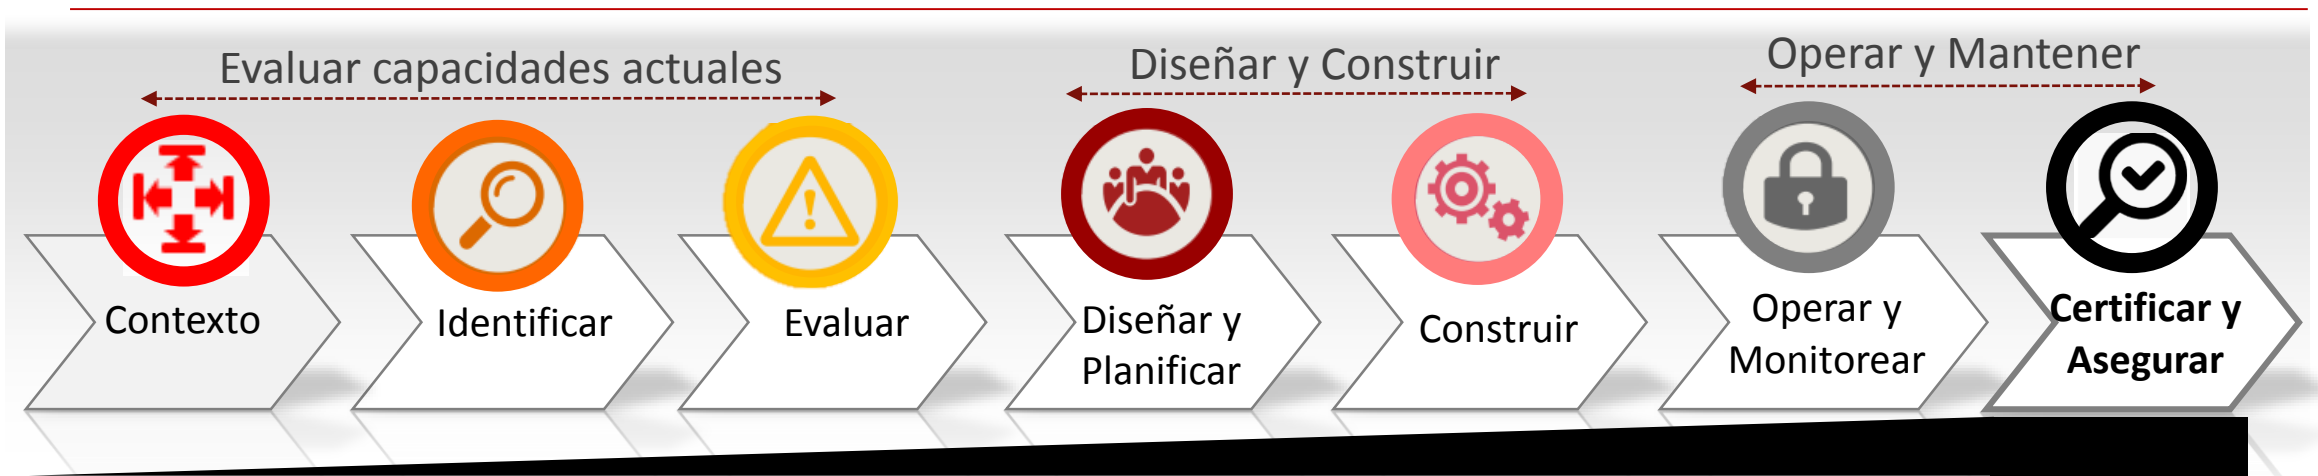 Evaluar capacidades actuales
Diseñar y Construir
Operar y Mantener
Contexto
Identificar
Evaluar
Diseñar y
Planificar
Construir
Operar y
Monitorear
Certificar y
Asegurar